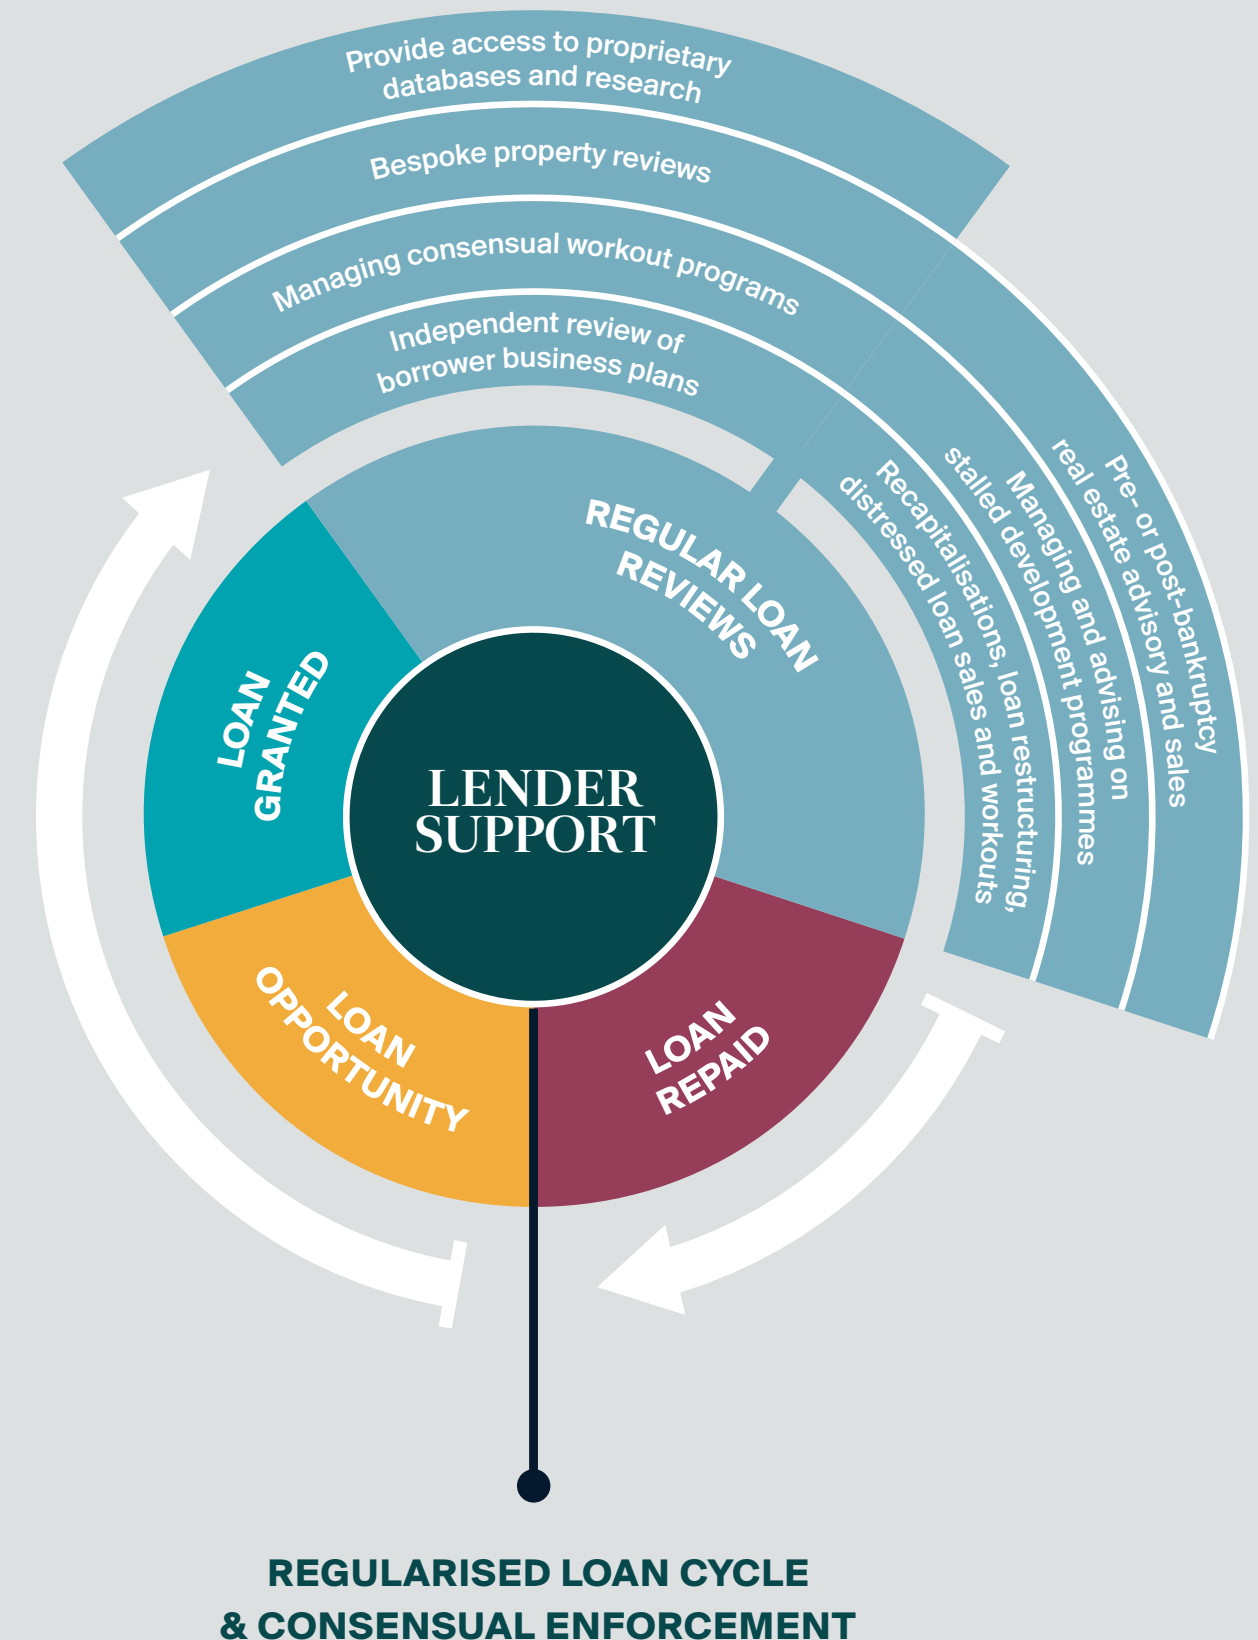 Provide access to proprietary
databases and research
Bespoke property reviews
Managing consensual workout programs
Independent review of
borrower business plans
Pre- or post-bankruptcy
real estate advisory and sales
Managing and advising on
stalled development programmes
Recapitalisations, loan restructuring,
distressed loan sales and workouts
REGULAR LOAN
REVIEWS
LOAN
GRANTED
LENDER
SUPPORT
LOAN
OPPORTUNITY
LOAN
REPAID
REGULARISED LOAN CYCLE
& CONSENSUAL ENFORCEMENT